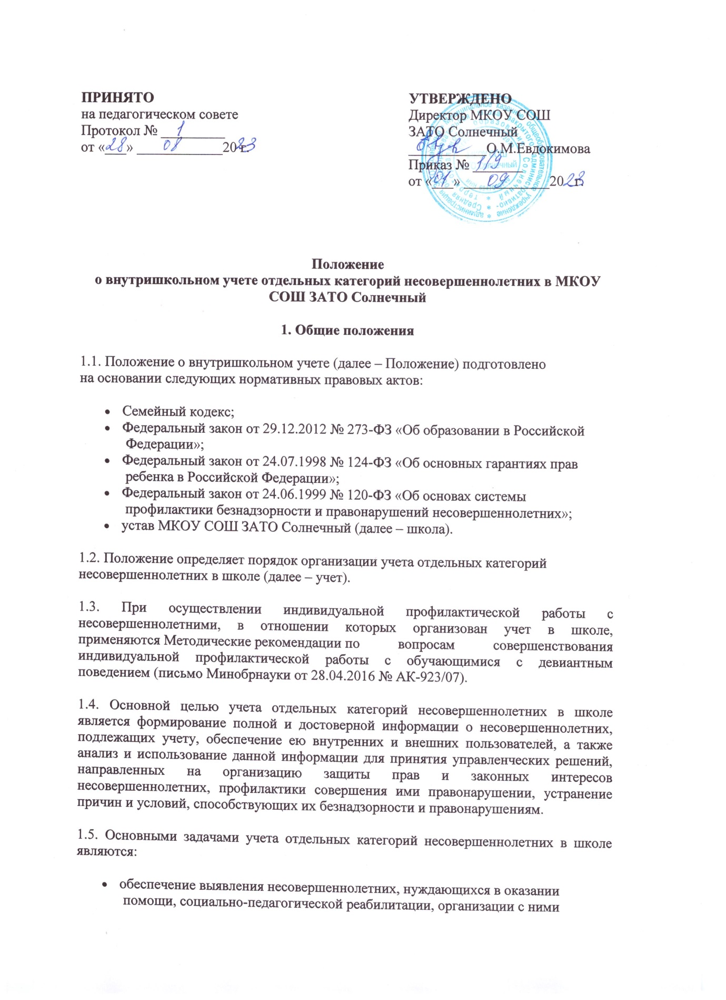 ПРИНЯТО
на педагогическом совете
Протокол № 1
от «28» 08 2023 г.
УТВЕРЖДЕНО
Директор МКОУ СОШ
ЗАТО Солнечный
О.М.Евдокимова
Приказ № 119
от «01» 09 2023 г.
Положение
о внутришкольном учете отдельных категорий несовершеннолетних в МКОУ
СОШ ЗАТО Солнечный
1. Общие положения
1.1. Положение о внутришкольном учете (далее – Положение) подготовлено
на основании следующих нормативных правовых актов:
• Семейный кодекс;
• Федеральный закон от 29.12.2012 № 273-ФЗ «Об образовании в Российской
Федерации»;
• Федеральный закон от 24.07.1998 № 124-ФЗ «Об основных гарантиях прав
ребенка в Российской Федерации»;
• Федеральный закон от 24.06.1999 № 120-ФЗ «Об основах системы
профилактики безнадзорности и правонарушений несовершеннолетних»;
• устав МКОУ СОШ ЗАТО Солнечный (далее – школа).
1.2. Положение определяет порядок организации учета отдельных категорий
несовершеннолетних в школе (далее – учет).
1.3. При осуществлении индивидуальной профилактической работы с
несовершеннолетними, в отношении которых организован учет в школе,
применяются Методические рекомендации по вопросам совершенствования
индивидуальной профилактической работы с обучающимися с девиантным
поведением (письмо Минобрнауки от 28.04.2016 № АК-923/07).
1.4. Основной целью учета отдельных категорий несовершеннолетних в школе
является формирование полной и достоверной информации о несовершеннолетних,
подлежащих учету, обеспечение ею внутренних и внешних пользователей, а также
анализ и использование данной информации для принятия управленческих решений,
направленных на организацию защиты прав и законных интересов
несовершеннолетних, профилактики совершения ими правонарушении, устранение
причин и условий, способствующих их безнадзорности и правонарушениям.
1.5. Основными задачами учета отдельных категорий несовершеннолетних в школе
являются:
• обеспечение выявления несовершеннолетних, нуждающихся в оказании
помощи, социально-педагогической реабилитации, организации с ними